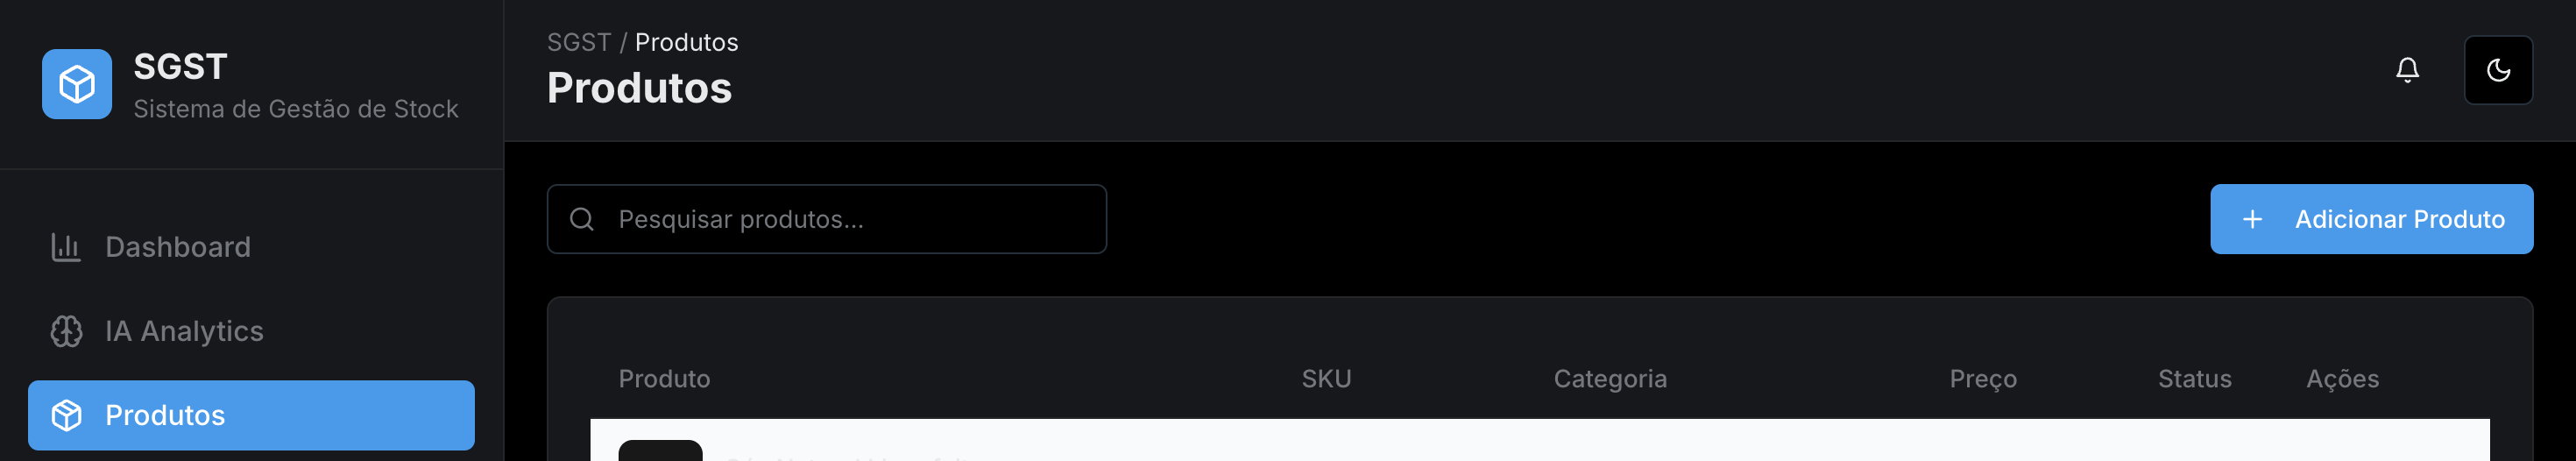 SGST
Sistema de Gestão de Stock
Dashboard
IA Analytics
Produtos
SGST / Produtos
Produtos
Pesquisar produtos...
Adicionar Produto
Produto SKU Categoria Preço Status Ações